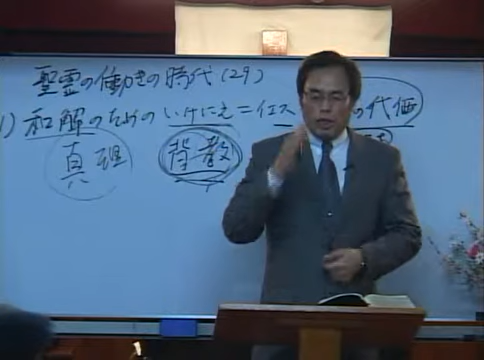 聖霊の働きの時代(29)
1)和解のためのいけにえ=イエス の代価
真理 背教